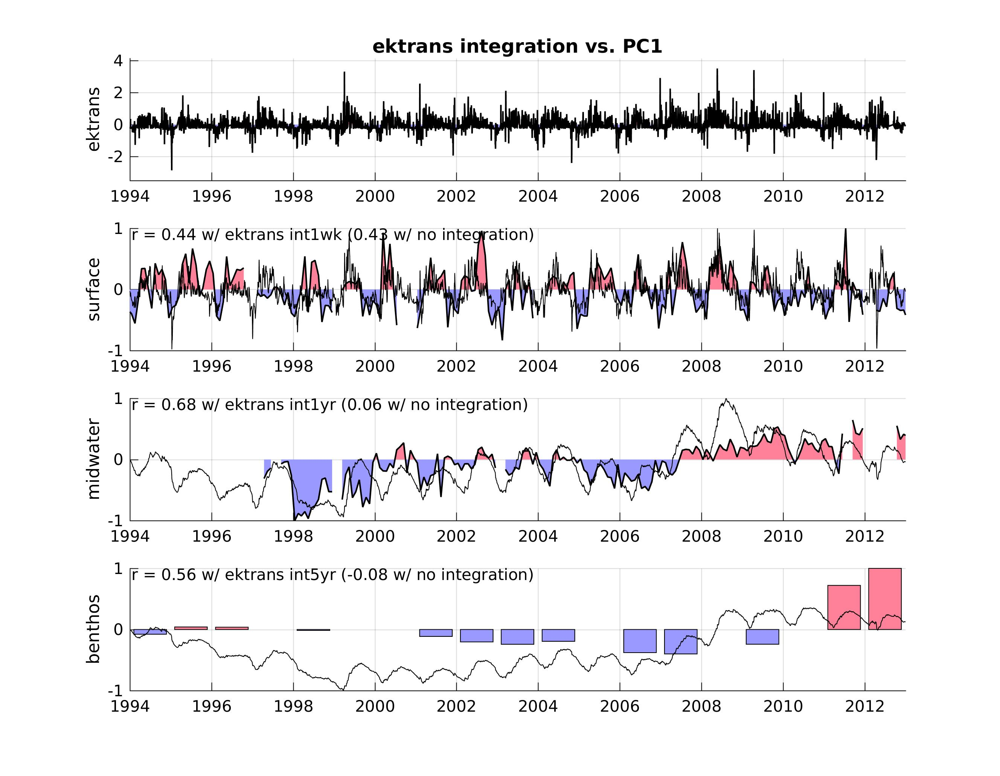 ektrans integration vs. PC1
ektrans
4
2
0
-2
1994 1996 1998 2000 2002 2004 2006 2008 2010 2012
surface
r = 0.44 w/ ektrans int1wk (0.43 w/ no integration)
1
0
-1
1994 1996 1998 2000 2002 2004 2006 2008 2010 2012
midwater
r = 0.68 w/ ektrans int1yr (0.06 w/ no integration)
1
0
-1
1994 1996 1998 2000 2002 2004 2006 2008 2010 2012
benthos
r = 0.56 w/ ektrans int5yr (-0.08 w/ no integration)
1
0
-1
1994 1996 1998 2000 2002 2004 2006 2008 2010 2012